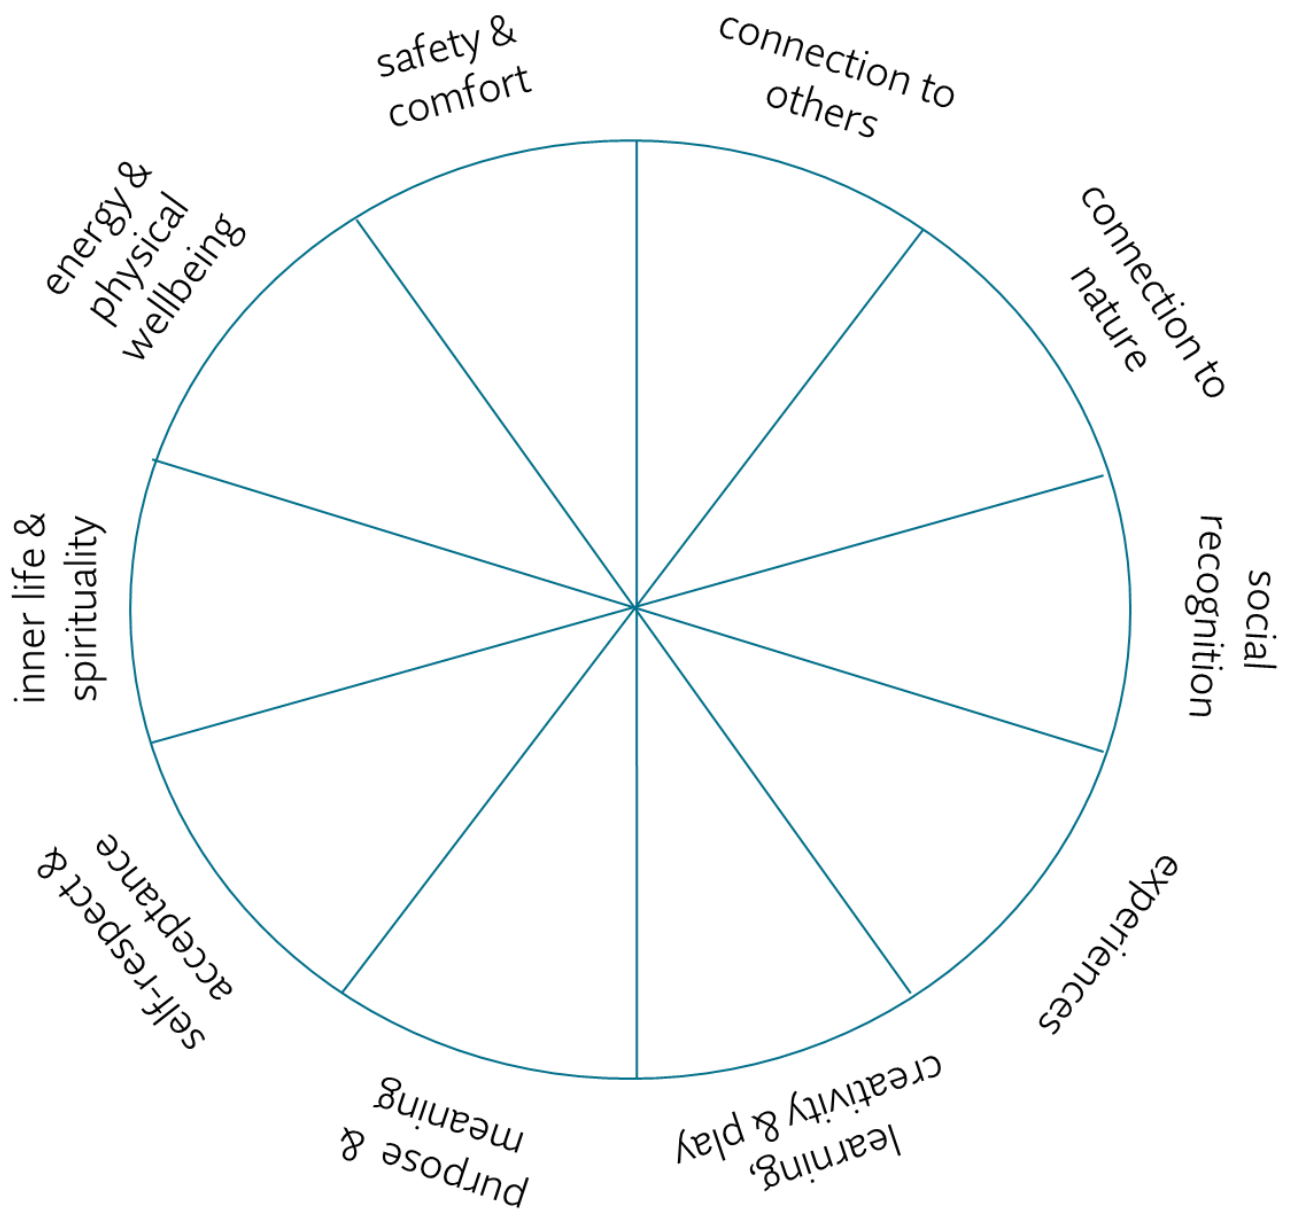 connection to
others
connection to
nature
social
recognition
experiences
learning,
creativity & play
purpose &
meaning
self-respect &
acceptance
inner life &
spirituality
energy &
physical
wellbeing
safety &
comfort